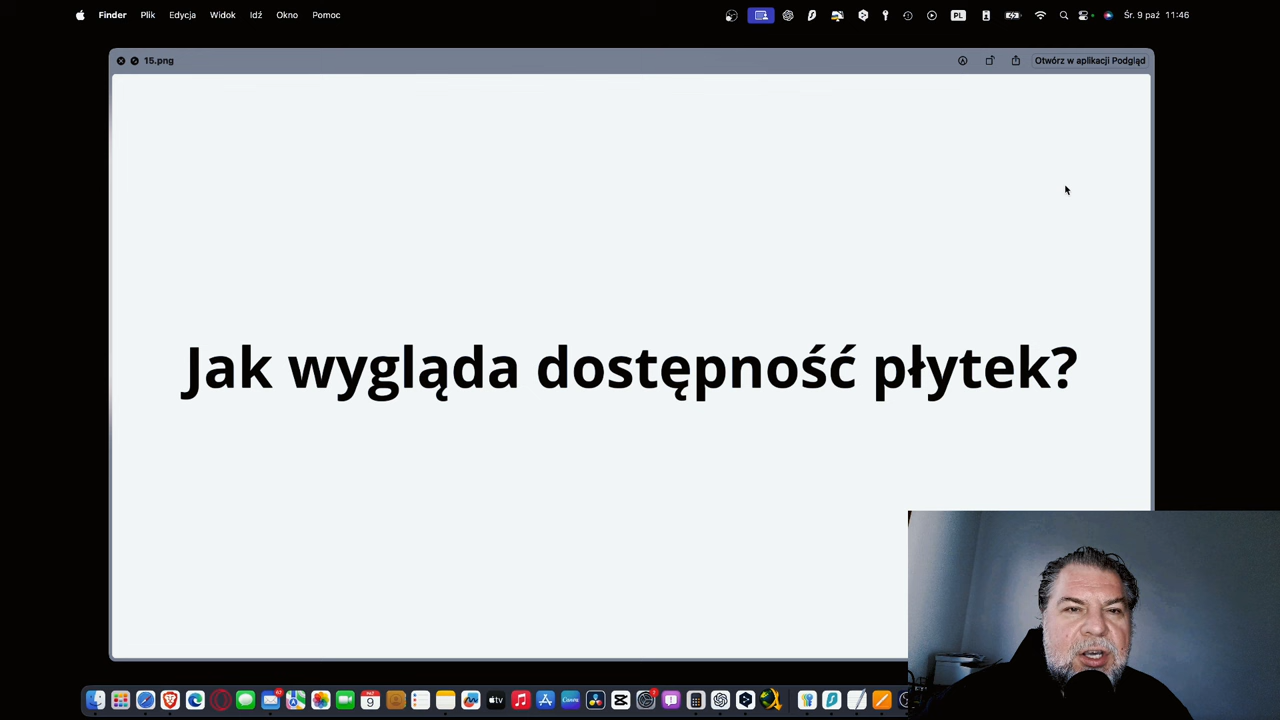 Finder Plik Edycja Widok Idź Okno Pomoc PL Śr. 9 paź 11:46
15.png Otwórz w aplikacji Podgląd
Jak wygląda dostępność płytek?